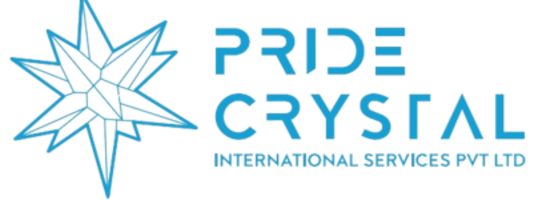 PRIDE
CRYSTAL
INTERNATIONAL SERVICES PVT LTD